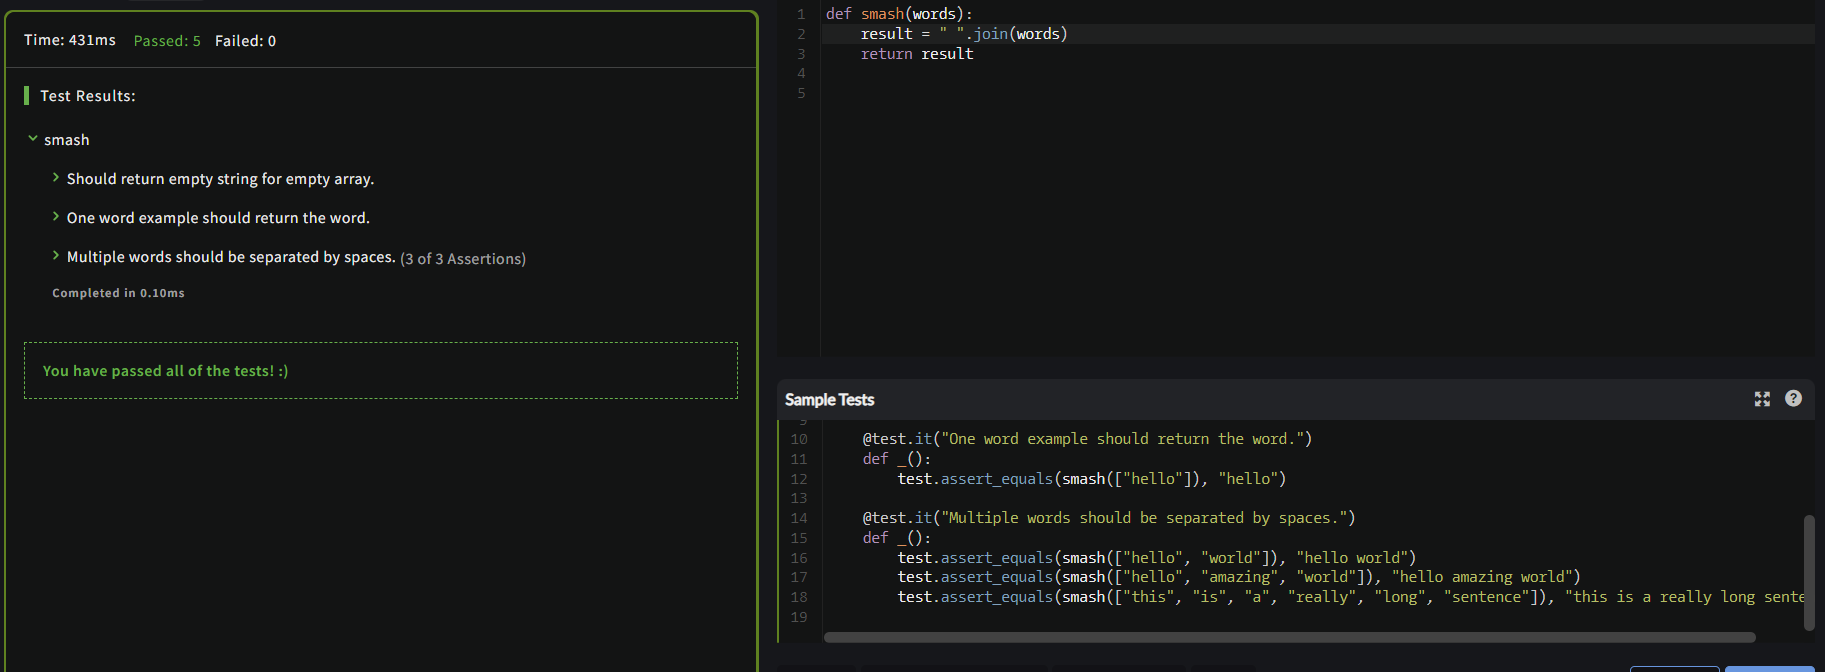 Time: 431ms Passed: 5 Failed: 0
Test Results:
smash
Should return empty string for empty array.
One word example should return the word.
Multiple words should be separated by spaces. (3 of 3 Assertions)
Completed in 0.10ms
You have passed all of the tests! :)
1 def smash(words):
2     result = " ".join(words)
3     return result
4
5
Sample Tests
?
9
10     @test.it("One word example should return the word.")
11     def _():
12         test.assert_equals(smash(["hello"]), "hello")
13
14     @test.it("Multiple words should be separated by spaces.")
15     def _():
16         test.assert_equals(smash(["hello", "world"]), "hello world")
17         test.assert_equals(smash(["hello", "amazing", "world"]), "hello amazing world")
18         test.assert_equals(smash(["this", "is", "a", "really", "long", "sentence"]), "this is a really long sente
19